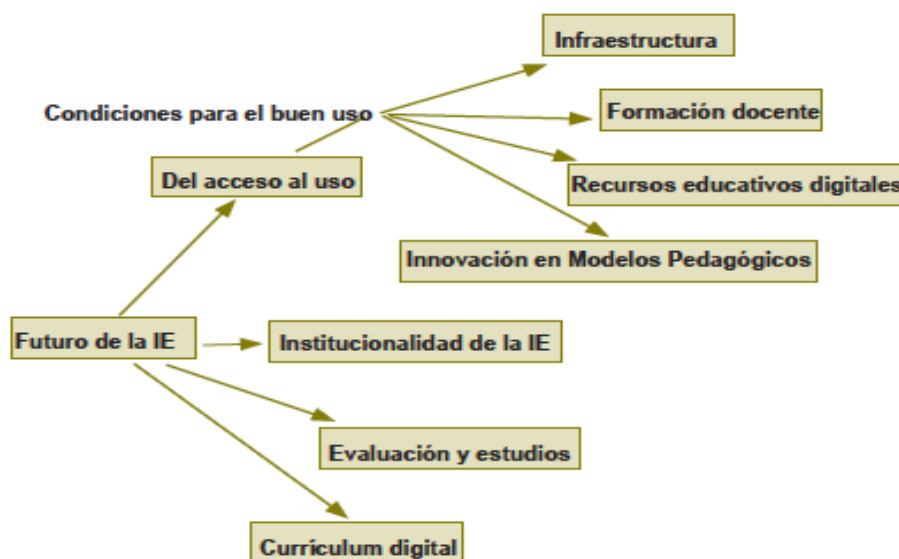 Infraestructura
Condiciones para el buen uso
Formación docente
Del acceso al uso
Recursos educativos digitales
Innovación en Modelos Pedagógicos
Futuro de la IE
Institucionalidad de la IE
Evaluación y estudios
Currículum digital